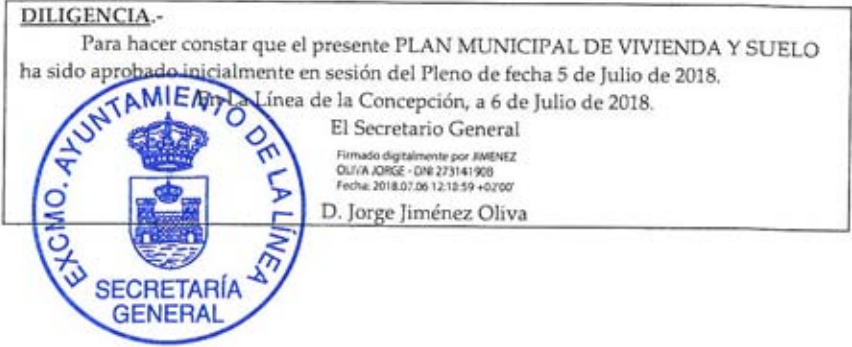 DILIGENCIA.-
Para hacer constar que el presente PLAN MUNICIPAL DE VIVIENDA Y SUELO
ha sido aprobado inicialmente en sesión del Pleno de fecha 5 de Julio de 2018.
En La Línea de la Concepción, a 6 de Julio de 2018.
El Secretario General
Firmado digitalmente por JIMENEZ
OLIVA JORGE - DNI 27314190B
Fecha: 2018.07.06 12:18:59 +02'00'
D. Jorge Jiménez Oliva
EXCMO. AYUNTAMIENTO DE LA LÍNEA
SECRETARÍA
GENERAL